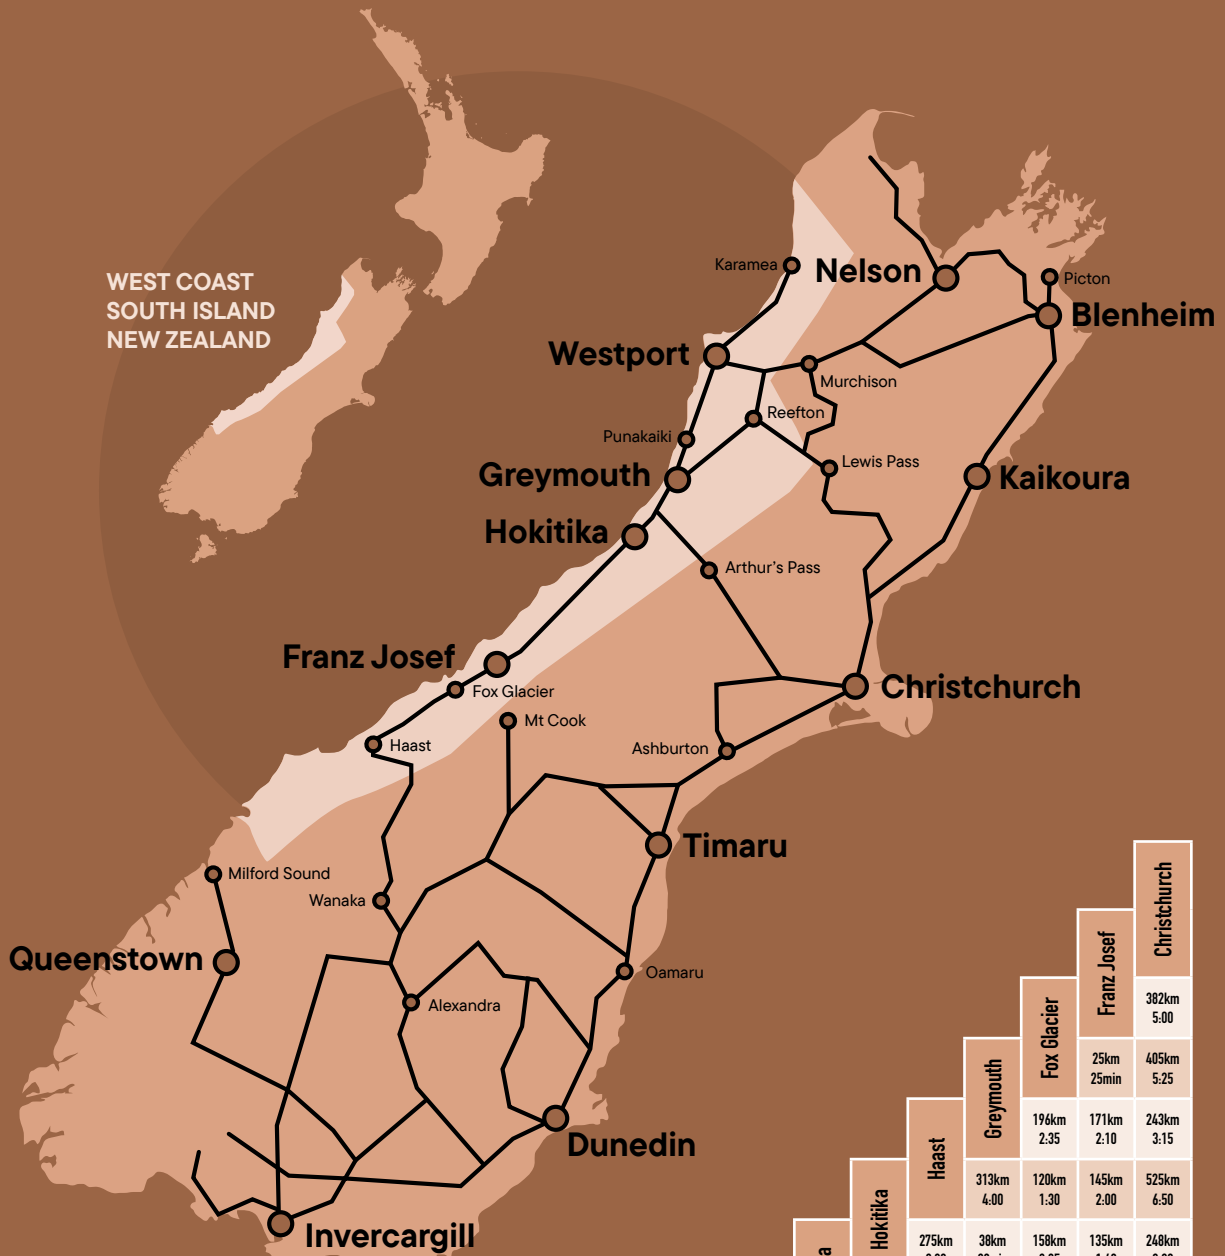 WEST COAST
SOUTH ISLAND
NEW ZEALAND
Karamea
Nelson
Picton
Blenheim
Westport
Murchison
Reefton
Punakaiki
Lewis Pass
Greymouth
Kaikoura
Hokitika
Arthur's Pass
Franz Josef
Fox Glacier
Christchurch
Mt Cook
Haast
Ashburton
Timaru
Milford Sound
Wanaka
Queenstown
Oamaru
Alexandra
Dunedin
Invercargill
Christchurch
Franz Josef
382km
5:00
Fox Glacier
25km
25min
405km
5:25
Greymouth
196km
2:35
171km
2:10
243km
3:15
Haast
313km
4:00
120km
1:30
145km
2:00
525km
6:50
Hokitika
275km
38km
158km
135km
248km